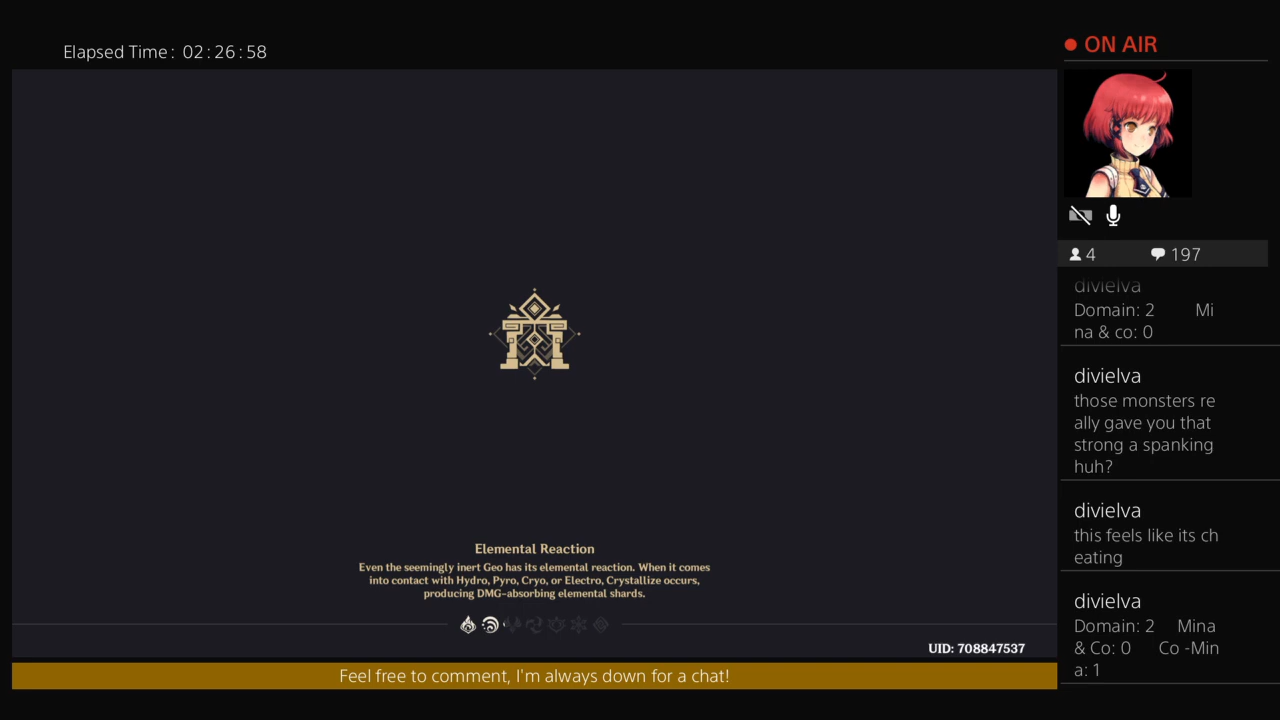 Elapsed Time: 02:26:58
ON AIR
4 197
divielva
Domain: 2 Mi
na & co: 0
divielva
those monsters re
ally gave you that
strong a spanking
huh?
divielva
this feels like its ch
eating
divielva
Domain: 2 Mina
& Co: 0 Co -Min
a: 1
Elemental Reaction
Even the seemingly inert Geo has its elemental reaction. When it comes
into contact with Hydro, Pyro, Cryo, or Electro, Crystallize occurs,
producing DMG-absorbing elemental shards.
UID: 708847537
Feel free to comment, I'm always down for a chat!